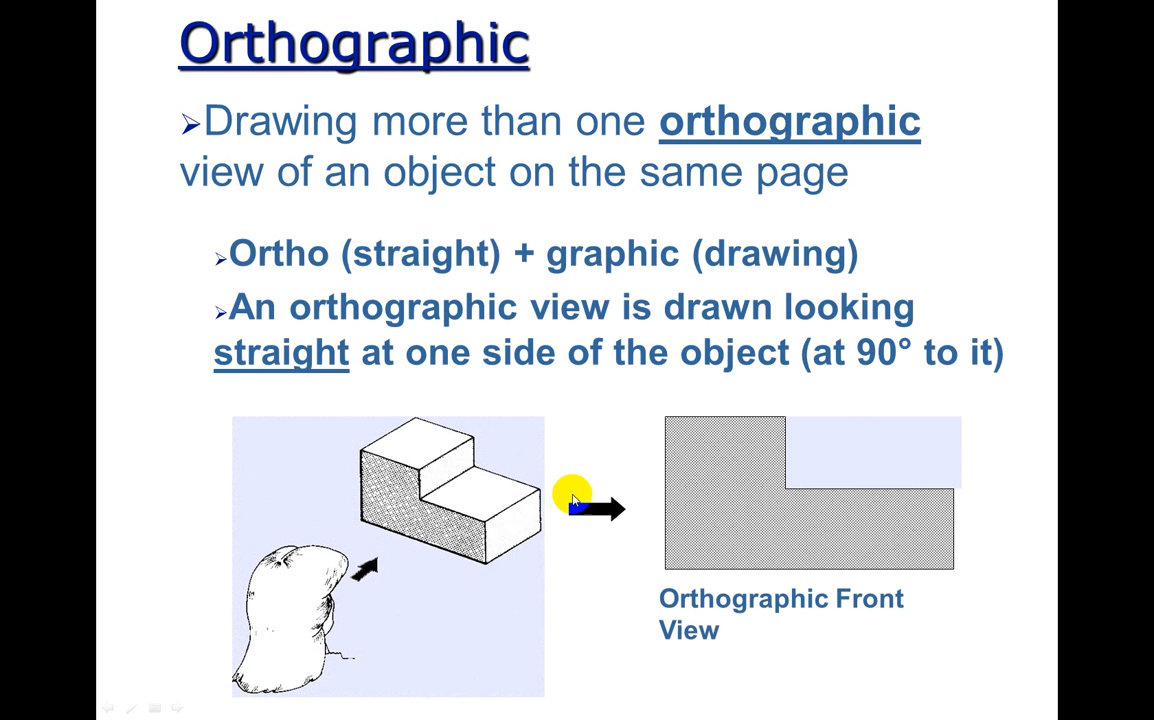 Orthographic
➢Drawing more than one orthographic
view of an object on the same page
➢Ortho (straight) + graphic (drawing)
➢An orthographic view is drawn looking
straight at one side of the object (at 90° to it)
Orthographic Front
View